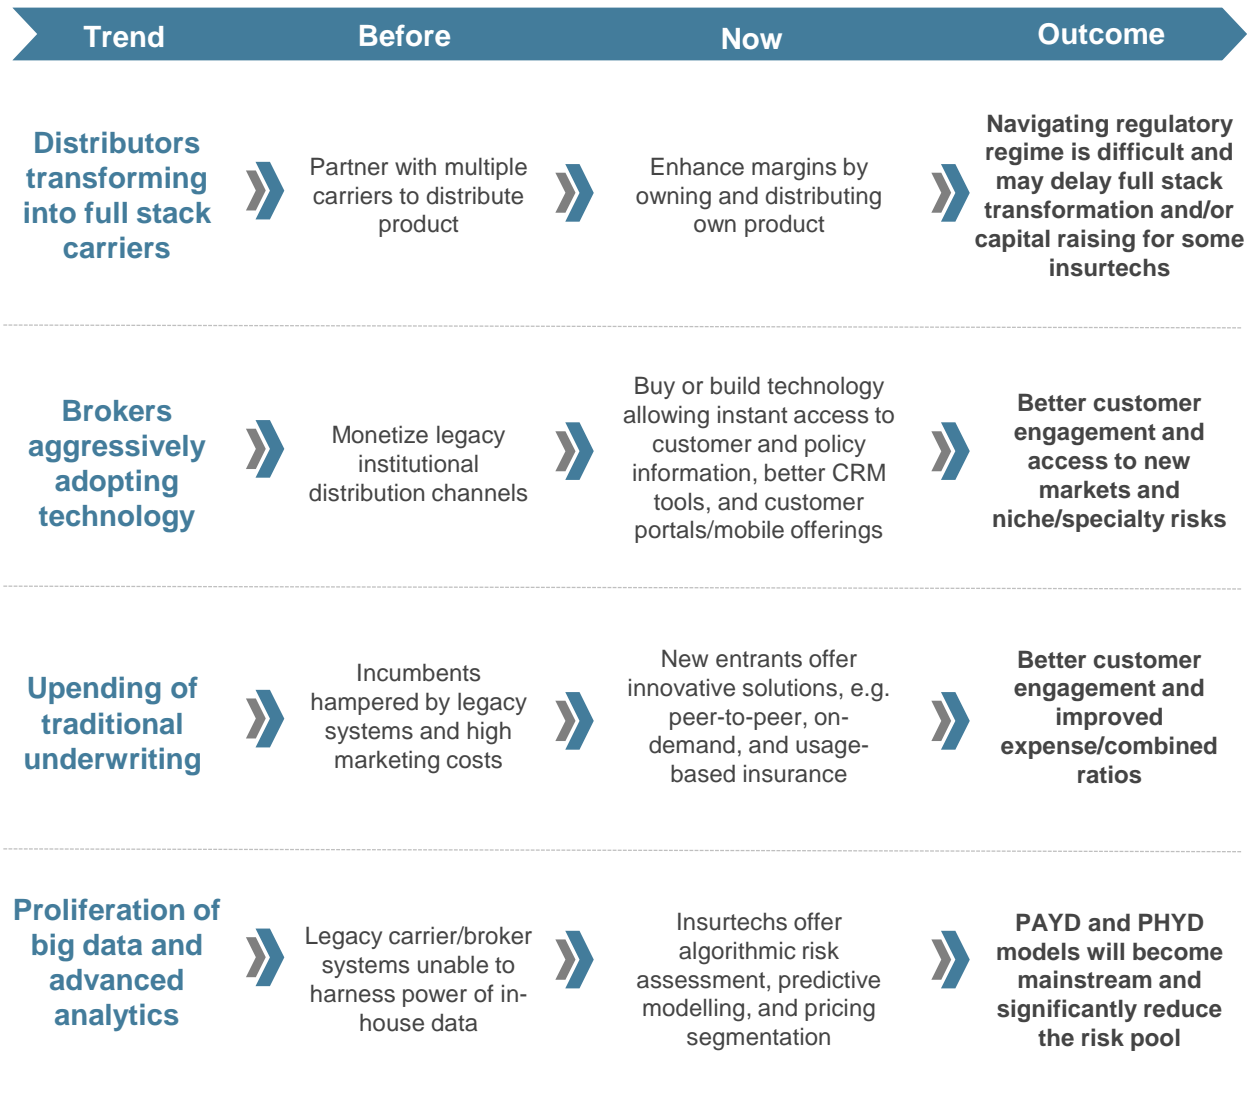 Trend
Before
Now
Outcome
Distributors
transforming
into full stack
carriers
Partner with multiple
carriers to distribute
product
Enhance margins by
owning and distributing
own product
Navigating regulatory
regime is difficult and
may delay full stack
transformation and/or
capital raising for some
insurtechs
Brokers
aggressively
adopting
technology
Monetize legacy
institutional
distribution channels
Buy or build technology
allowing instant access to
customer and policy
information, better CRM
tools, and customer
portals/mobile offerings
Better customer
engagement and
access to new
markets and
niche/specialty risks
Upending of
traditional
underwriting
Incumbents
hampered by legacy
systems and high
marketing costs
New entrants offer
innovative solutions, e.g.
peer-to-peer, on-
demand, and usage-
based insurance
Better customer
engagement and
improved
expense/combined
ratios
Proliferation of
big data and
advanced
analytics
Legacy carrier/broker
systems unable to
harness power of in-
house data
Insurtechs offer
algorithmic risk
assessment, predictive
modelling, and pricing
segmentation
PAYD and PHYD
models will become
mainstream and
significantly reduce
the risk pool